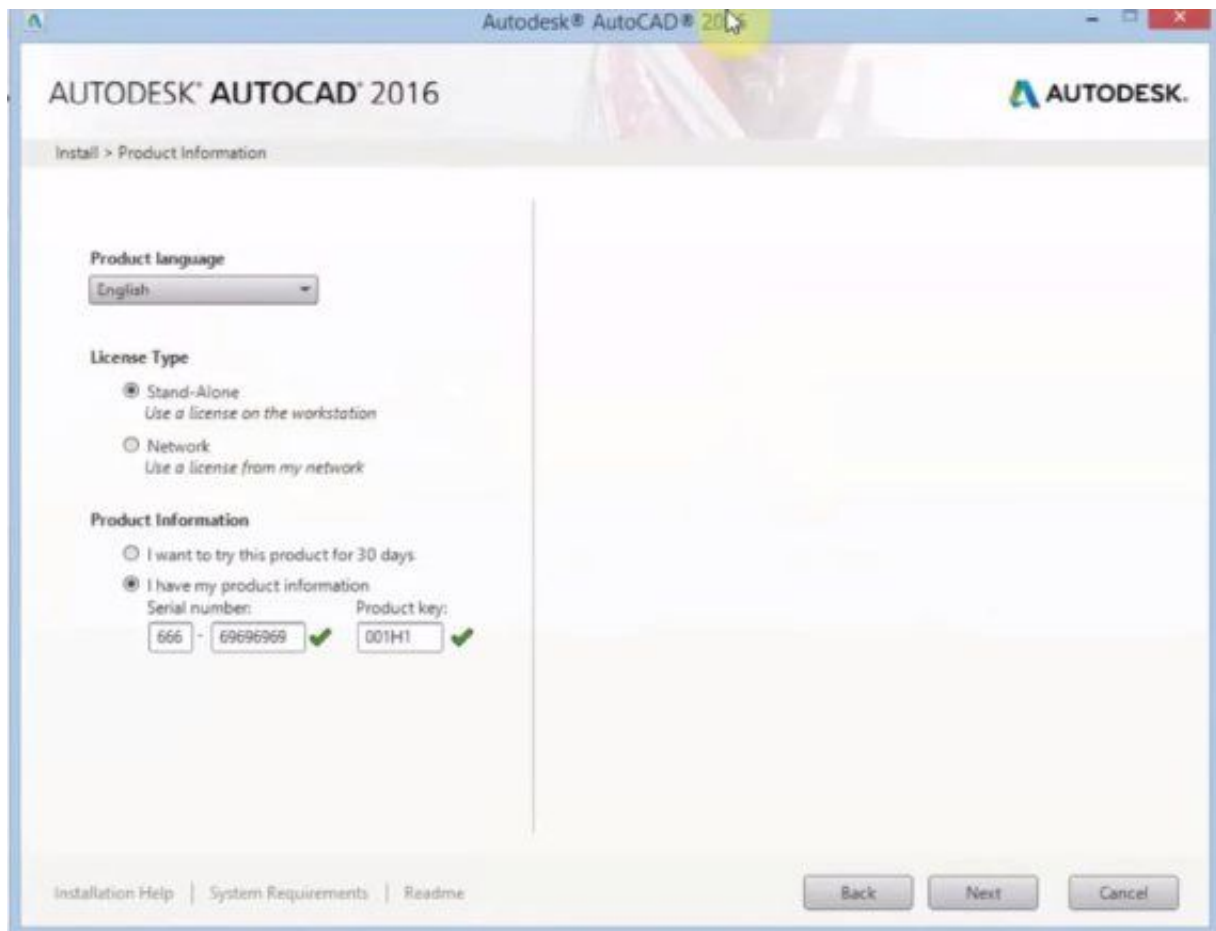 Autodesk® AutoCAD®
AUTODESK® AUTOCAD® 2016
AUTODESK.
Install > Product Information
Product language
English
License Type
Stand-Alone
Use a license on the workstation
Network
Use a license from my network
Product Information
I want to try this product for 30 days
I have my product information
Serial number: Product key:
666 - 69696969 001H1
Installation Help | System Requirements | Readme
Back Next Cancel